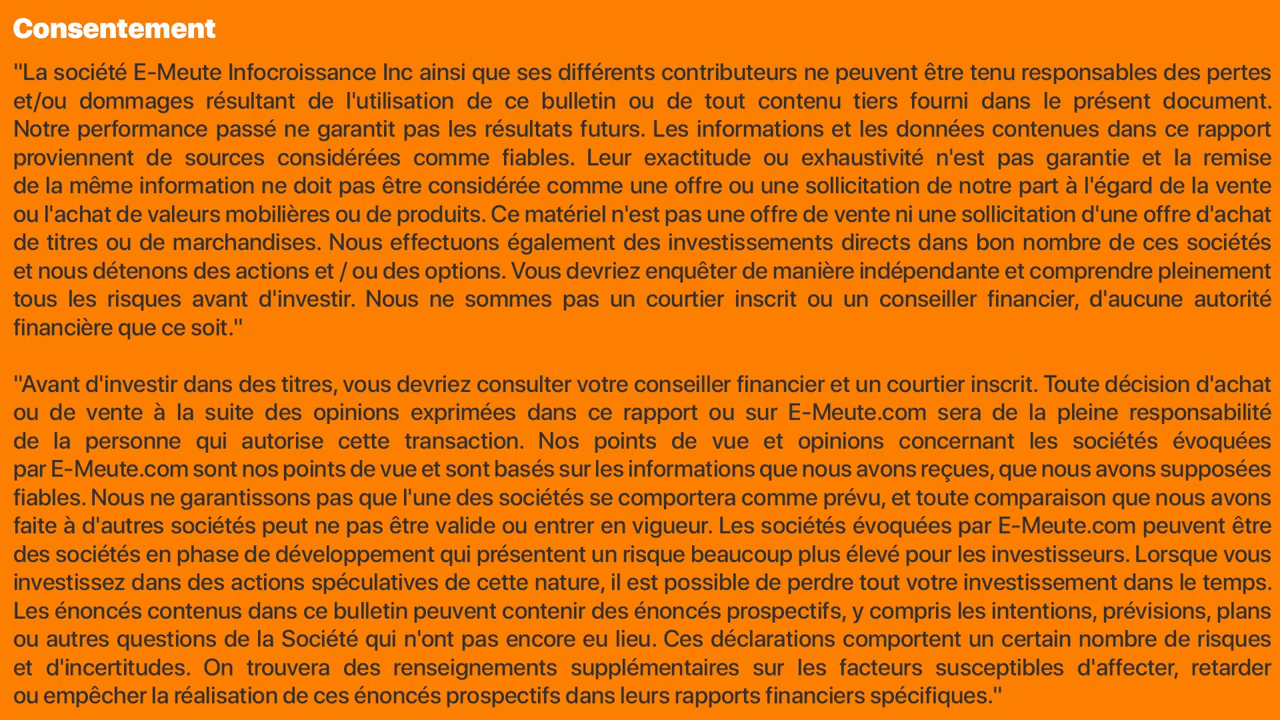 Consentement
"La société E-Meute Infocroissance Inc ainsi que ses différents contributeurs ne peuvent être tenu responsables des pertes
et/ou dommages résultant de l'utilisation de ce bulletin ou de tout contenu tiers fourni dans le présent document.
Notre performance passé ne garantit pas les résultats futurs. Les informations et les données contenues dans ce rapport
proviennent de sources considérées comme fiables. Leur exactitude ou exhaustivité n'est pas garantie et la remise
de la même information ne doit pas être considérée comme une offre ou une sollicitation de notre part à l'égard de la vente
ou l'achat de valeurs mobilières ou de produits. Ce matériel n'est pas une offre de vente ni une sollicitation d'une offre d'achat
de titres ou de marchandises. Nous effectuons également des investissements directs dans bon nombre de ces sociétés
et nous détenons des actions et / ou des options. Vous devriez enquêter de manière indépendante et comprendre pleinement
tous les risques avant d'investir. Nous ne sommes pas un courtier inscrit ou un conseiller financier, d'aucune autorité
financière que ce soit."
"Avant d'investir dans des titres, vous devriez consulter votre conseiller financier et un courtier inscrit. Toute décision d'achat
ou de vente à la suite des opinions exprimées dans ce rapport ou sur E-Meute.com sera de la pleine responsabilité
de la personne qui autorise cette transaction. Nos points de vue et opinions concernant les sociétés évoquées
par E-Meute.com sont nos points de vue et sont basés sur les informations que nous avons reçues, que nous avons supposées
fiables. Nous ne garantissons pas que l'une des sociétés se comportera comme prévu, et toute comparaison que nous avons
faite à d'autres sociétés peut ne pas être valide ou entrer en vigueur. Les sociétés évoquées par E-Meute.com peuvent être
des sociétés en phase de développement qui présentent un risque beaucoup plus élevé pour les investisseurs. Lorsque vous
investissez dans des actions spéculatives de cette nature, il est possible de perdre tout votre investissement dans le temps.
Les énoncés contenus dans ce bulletin peuvent contenir des énoncés prospectifs, y compris les intentions, prévisions, plans
ou autres questions de la Société qui n'ont pas encore eu lieu. Ces déclarations comportent un certain nombre de risques
et d'incertitudes. On trouvera des renseignements supplémentaires sur les facteurs susceptibles d'affecter, retarder
ou empêcher la réalisation de ces énoncés prospectifs dans leurs rapports financiers spécifiques."